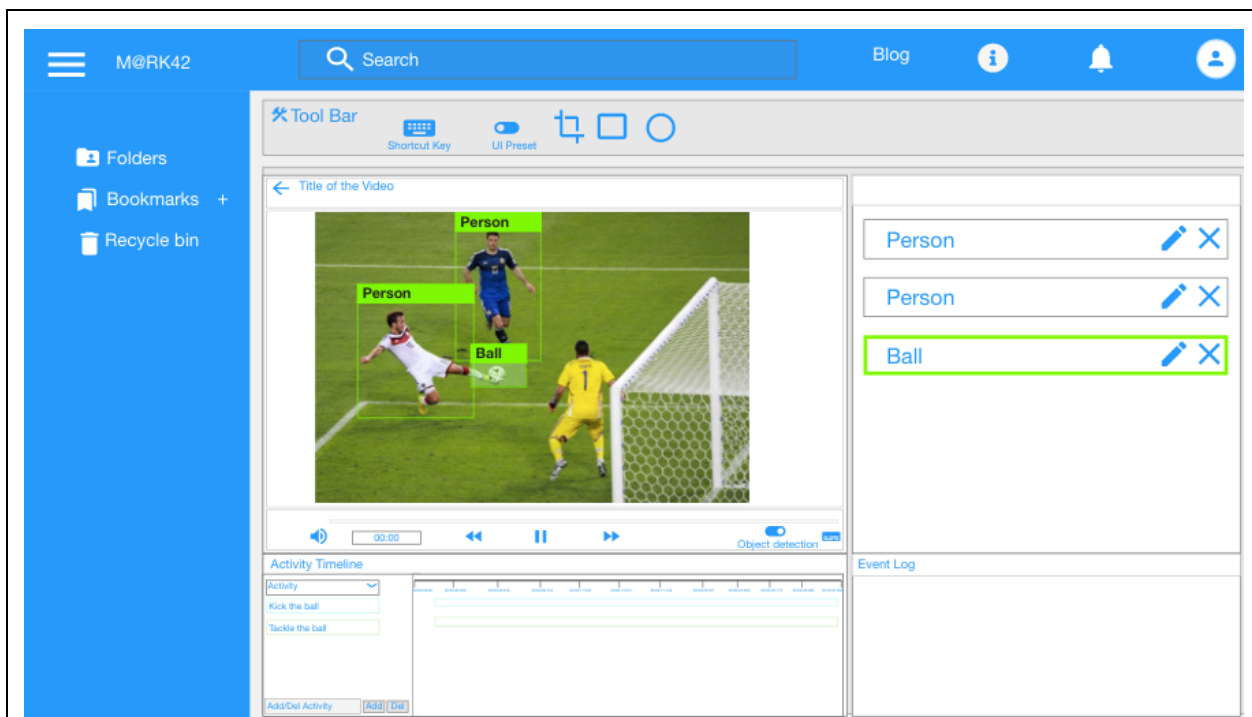 M@RK42
Search
Blog
Folders
Bookmarks +
Recycle bin
Tool Bar
Shortcut Key
UI Preset
Title of the Video
Person
Person
Ball
1
00:00
Object detection
Person
Person
Ball
Activity Timeline
Activity
Kick the ball
Tackle the ball
Add/Del Activity
Add
Del
Event Log